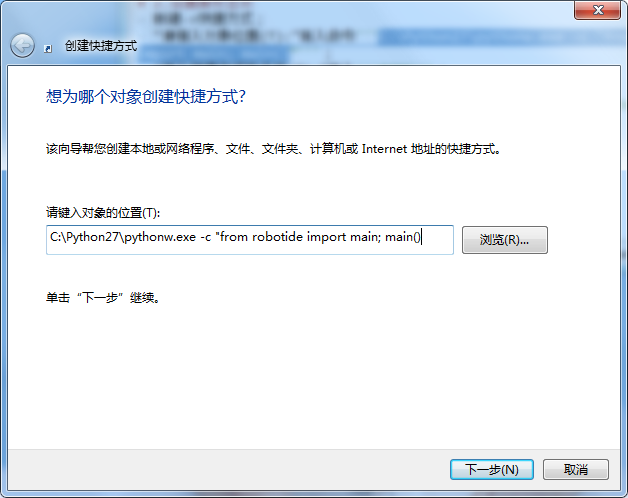 创建快捷方式
想为哪个对象创建快捷方式?
该向导帮您创建本地或网络程序、文件、文件夹、计算机或 Internet 地址的快捷方式。
请键入对象的位置(T):
C:\Python27\pythonw.exe -c "from robotide import main; main()
浏览(R)...
单击“下一步”继续。
下一步(N)
取消